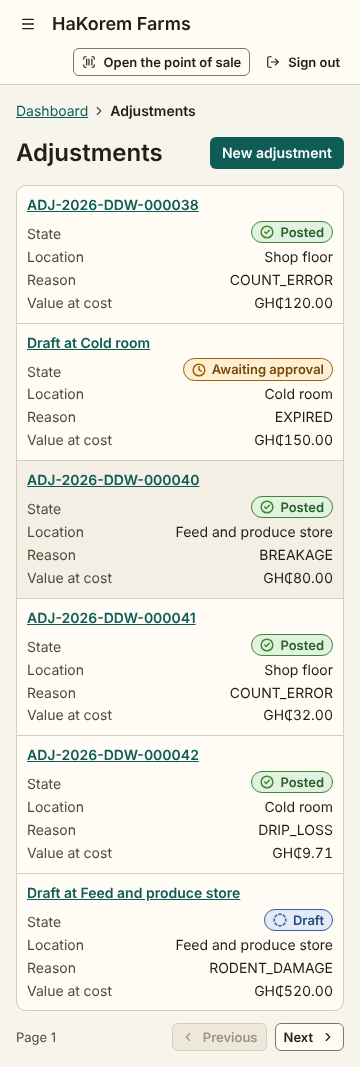 HaKorem Farms
Open the point of sale
Sign out
Dashboard > Adjustments
Adjustments
New adjustment
ADJ-2026-DDW-000038
State Posted
Location Shop floor
Reason COUNT_ERROR
Value at cost GH₵120.00
Draft at Cold room
State Awaiting approval
Location Cold room
Reason EXPIRED
Value at cost GH₵150.00
ADJ-2026-DDW-000040
State Posted
Location Feed and produce store
Reason BREAKAGE
Value at cost GH₵80.00
ADJ-2026-DDW-000041
State Posted
Location Shop floor
Reason COUNT_ERROR
Value at cost GH₵32.00
ADJ-2026-DDW-000042
State Posted
Location Cold room
Reason DRIP_LOSS
Value at cost GH₵9.71
Draft at Feed and produce store
State Draft
Location Feed and produce store
Reason RODENT_DAMAGE
Value at cost GH₵520.00
Page 1 Previous Next